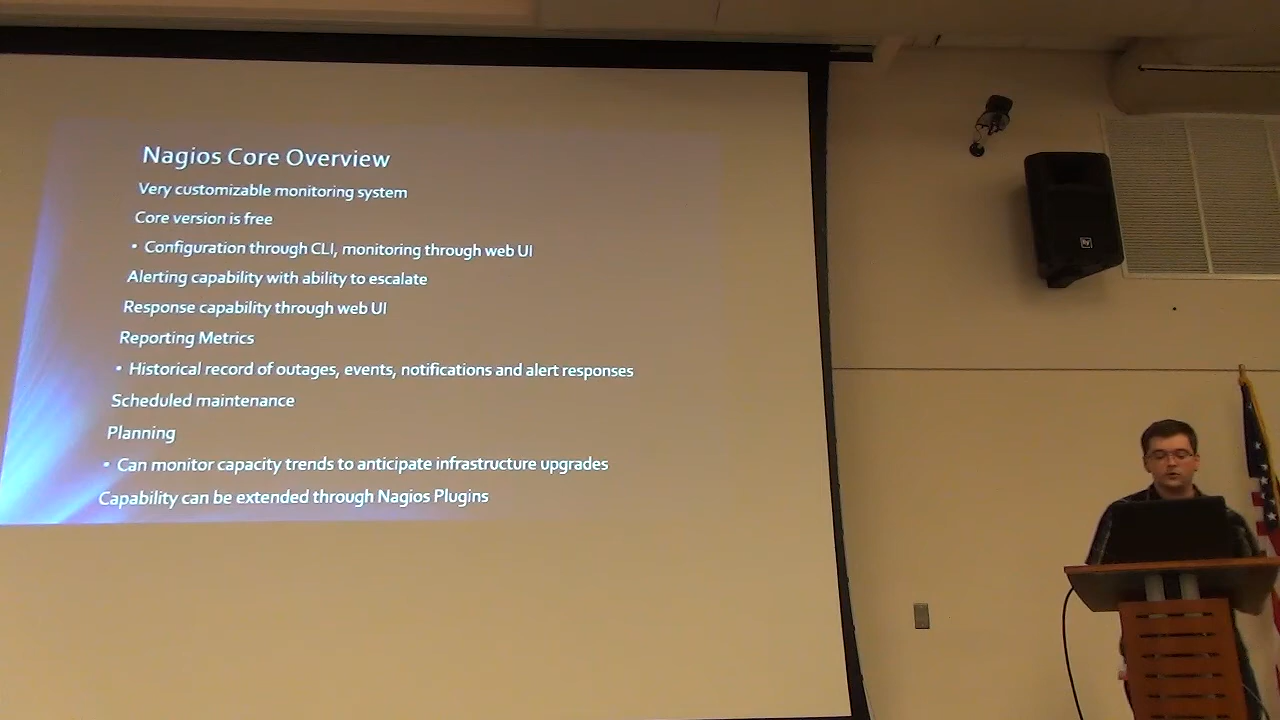 Nagios Core Overview
Very customizable monitoring system
Core version is free
• Configuration through CLI, monitoring through web UI
Alerting capability with ability to escalate
Response capability through web UI
Reporting Metrics
• Historical record of outages, events, notifications and alert responses
Scheduled maintenance
Planning
• Can monitor capacity trends to anticipate infrastructure upgrades
Capability can be extended through Nagios Plugins